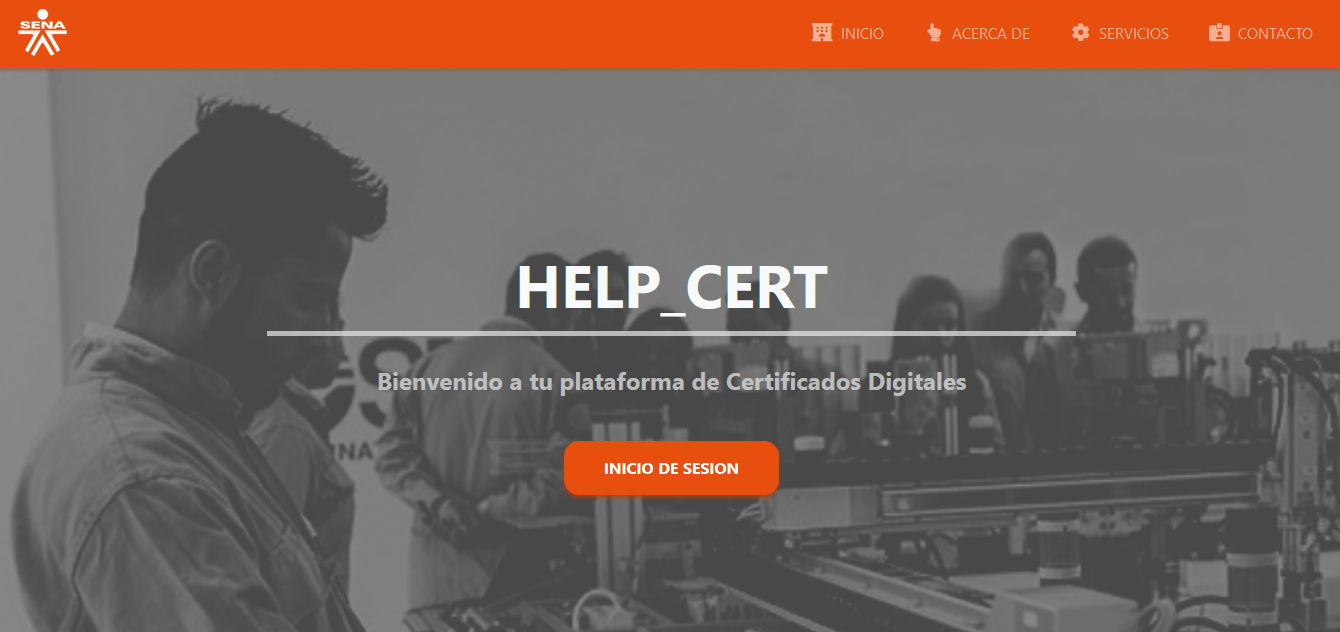 SENA
INICIO
ACERCA DE
SERVICIOS
CONTACTO
HELP_CERT
Bienvenido a tu plataforma de Certificados Digitales
INICIO DE SESION